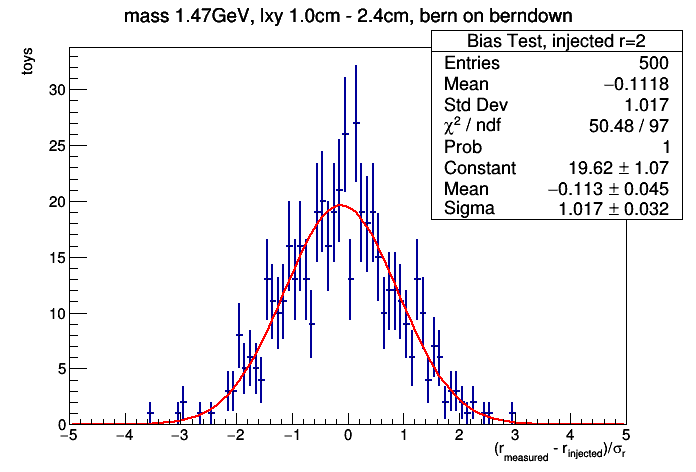 mass 1.47GeV, lxy 1.0cm - 2.4cm, bern on berndown
Bias Test, injected r=2
Entries 500
Mean −0.1118
Std Dev 1.017
χ² / ndf 50.48 / 97
Prob 1
Constant 19.62 ± 1.07
Mean −0.113 ± 0.045
Sigma 1.017 ± 0.032
toys
30
25
20
15
10
5
0
−5 −4 −3 −2 −1 0 1 2 3 4 5
(r_measured - r_injected)/σ_r